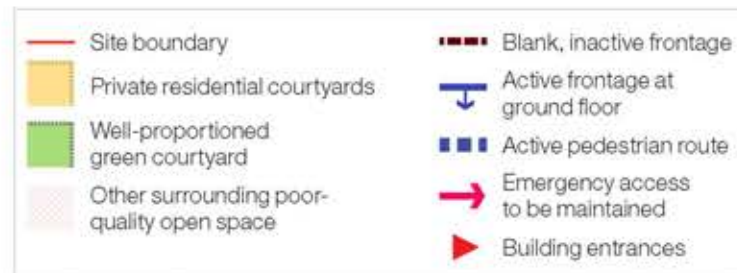 Site boundary
Private residential courtyards
Well-proportioned
green courtyard
Other surrounding poor-
quality open space
Blank, inactive frontage
Active frontage at
ground floor
Active pedestrian route
Emergency access
to be maintained
Building entrances